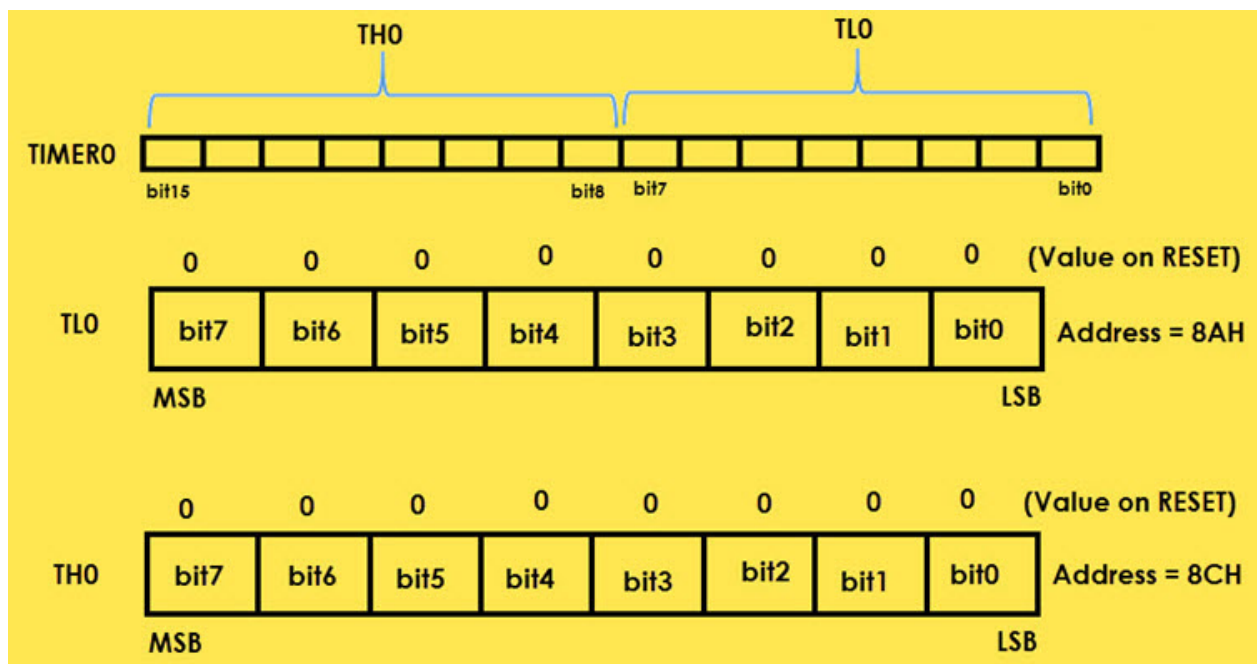 TH0 TL0
TIMER0
bit15 bit8 bit7 bit0
0 0 0 0 0 0 0 0 (Value on RESET)
TL0 bit7 bit6 bit5 bit4 bit3 bit2 bit1 bit0 Address = 8AH
MSB LSB
0 0 0 0 0 0 0 0 (Value on RESET)
TH0 bit7 bit6 bit5 bit4 bit3 bit2 bit1 bit0 Address = 8CH
MSB LSB